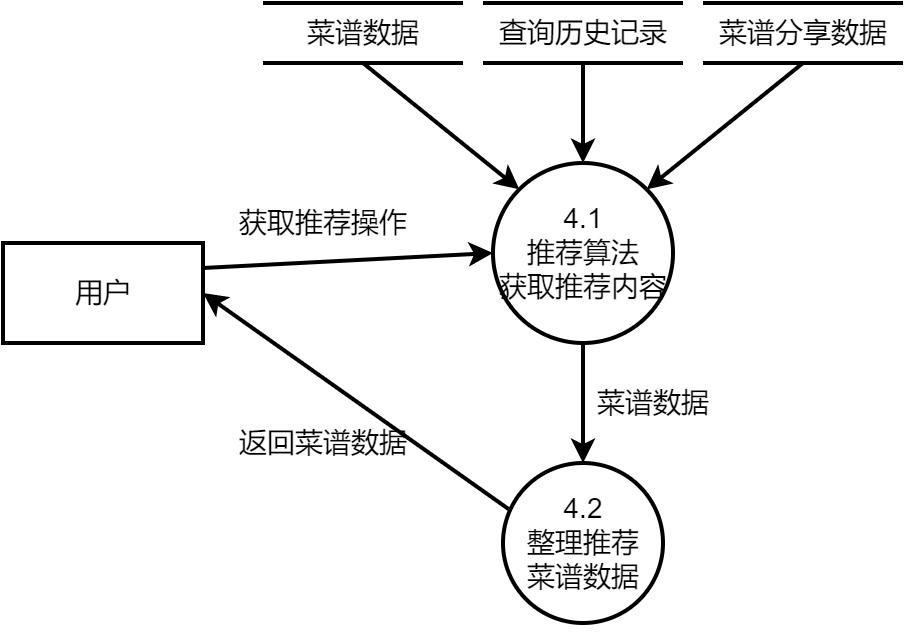 菜谱数据
查询历史记录
菜谱分享数据
获取推荐操作
4.1
推荐算法
获取推荐内容
用户
菜谱数据
返回菜谱数据
4.2
整理推荐
菜谱数据